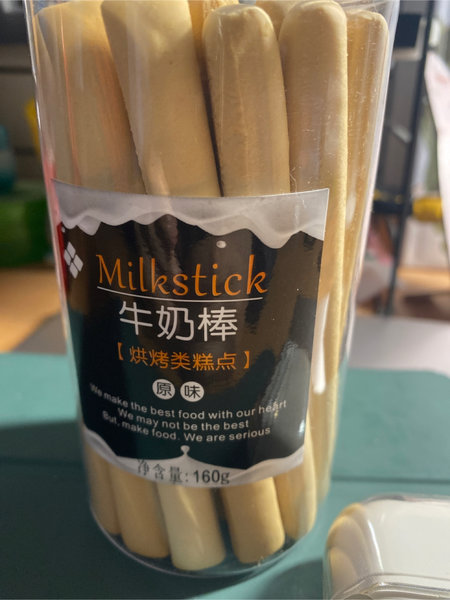 Milkstick
牛奶棒
【烘烤类糕点】
原味
We make the best food with our heart
We may not be the best
But, make food. We are serious
净含量:160g